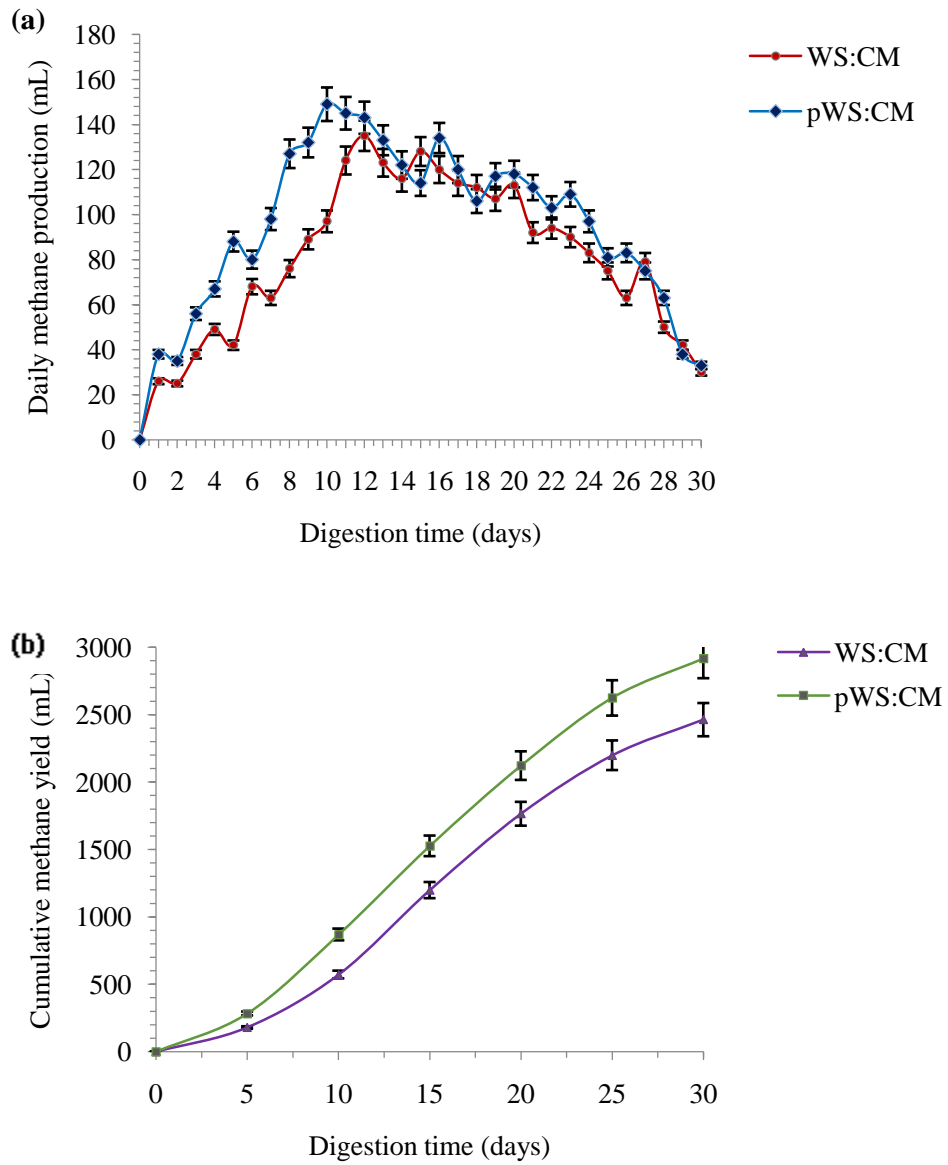 (a)
180
160
140
120
100
80
60
40
20
0
Daily methane production (mL)
0 2 4 6 8 10 12 14 16 18 20 22 24 26 28 30
Digestion time (days)
WS:CM
pWS:CM
(b)
3000
2500
2000
1500
1000
500
0
Cumulative methane yield (mL)
0 5 10 15 20 25 30
Digestion time (days)
WS:CM
pWS:CM